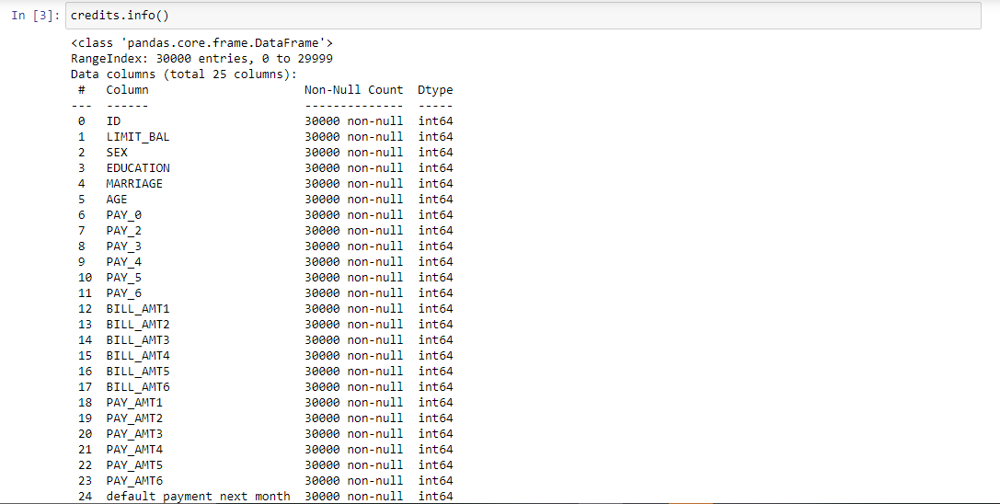 In [3]: credits.info()
<class 'pandas.core.frame.DataFrame'>
RangeIndex: 30000 entries, 0 to 29999
Data columns (total 25 columns):
 #   Column                      Non-Null Count  Dtype
---  ------                      --------------  -----
 0   ID                          30000 non-null  int64
 1   LIMIT_BAL                   30000 non-null  int64
 2   SEX                         30000 non-null  int64
 3   EDUCATION                   30000 non-null  int64
 4   MARRIAGE                    30000 non-null  int64
 5   AGE                         30000 non-null  int64
 6   PAY_0                       30000 non-null  int64
 7   PAY_2                       30000 non-null  int64
 8   PAY_3                       30000 non-null  int64
 9   PAY_4                       30000 non-null  int64
 10  PAY_5                       30000 non-null  int64
 11  PAY_6                       30000 non-null  int64
 12  BILL_AMT1                   30000 non-null  int64
 13  BILL_AMT2                   30000 non-null  int64
 14  BILL_AMT3                   30000 non-null  int64
 15  BILL_AMT4                   30000 non-null  int64
 16  BILL_AMT5                   30000 non-null  int64
 17  BILL_AMT6                   30000 non-null  int64
 18  PAY_AMT1                    30000 non-null  int64
 19  PAY_AMT2                    30000 non-null  int64
 20  PAY_AMT3                    30000 non-null  int64
 21  PAY_AMT4                    30000 non-null  int64
 22  PAY_AMT5                    30000 non-null  int64
 23  PAY_AMT6                    30000 non-null  int64
 24  default payment next month  30000 non-null  int64